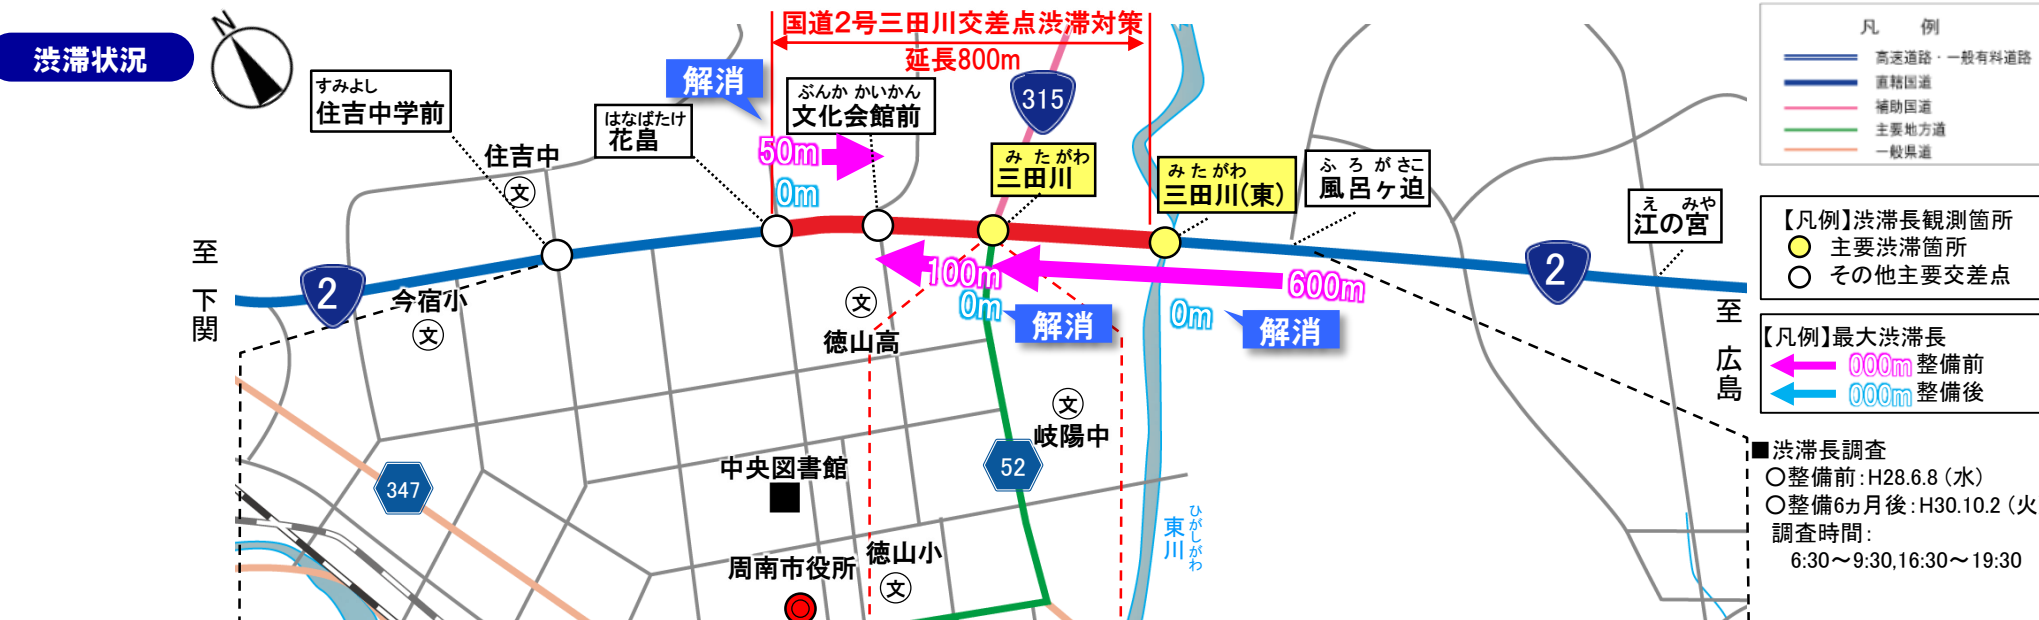 渋滞状況
N
国道2号三田川交差点渋滞対策
延長800m
解消
すみよし
住吉中学前
はなばたけ
花畠
ぶんか かいかん
文化会館前
315
み た がわ
三田川
み た がわ
三田川(東)
ふ ろ が さこ
風呂ヶ迫
え みや
江の宮
住吉中
文
50m
0m
100m
0m
600m
0m
解消
解消
至 下関
2
2
至 広島
今宿小
文
文
徳山高
文
岐陽中
347
52
中央図書館
周南市役所
徳山小
文
東川
ひがしがわ
凡 例
高速道路・一般有料道路
直轄国道
補助国道
主要地方道
一般県道
【凡例】渋滞長観測箇所
主要渋滞箇所
その他主要交差点
【凡例】最大渋滞長
000m 整備前
000m 整備後
■渋滞長調査
○整備前:H28.6.8 (水)
○整備6ヵ月後:H30.10.2 (火
調査時間:
6:30～9:30,16:30～19:30